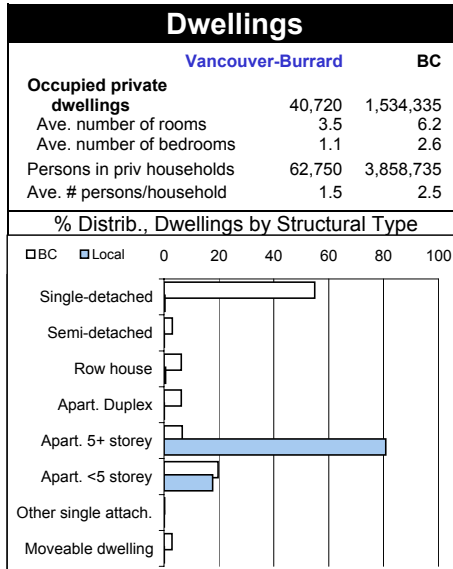 Dwellings
Vancouver-Burrard BC
Occupied private
dwellings 40,720 1,534,335
Ave. number of rooms 3.5 6.2
Ave. number of bedrooms 1.1 2.6
Persons in priv households 62,750 3,858,735
Ave. # persons/household 1.5 2.5
% Distrib., Dwellings by Structural Type
BC Local 0 20 40 60 80 100
Single-detached
Semi-detached
Row house
Apart. Duplex
Apart. 5+ storey
Apart. <5 storey
Other single attach.
Moveable dwelling